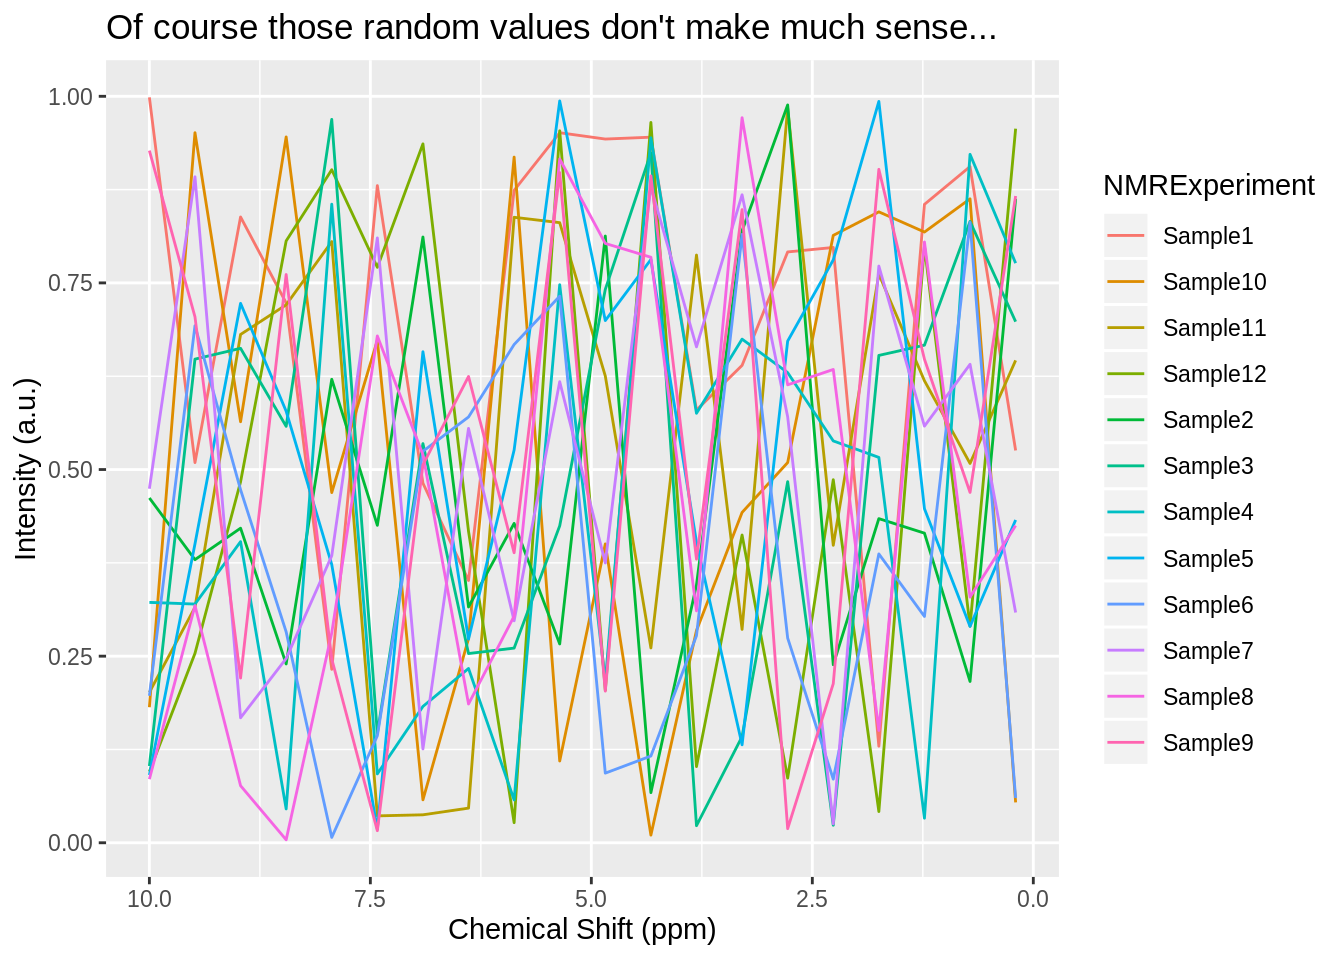 Of course those random values don't make much sense...
1.00
0.75
0.50
0.25
0.00
Intensity (a.u.)
10.0
7.5
5.0
2.5
0.0
Chemical Shift (ppm)
NMRExperiment
Sample1
Sample10
Sample11
Sample12
Sample2
Sample3
Sample4
Sample5
Sample6
Sample7
Sample8
Sample9